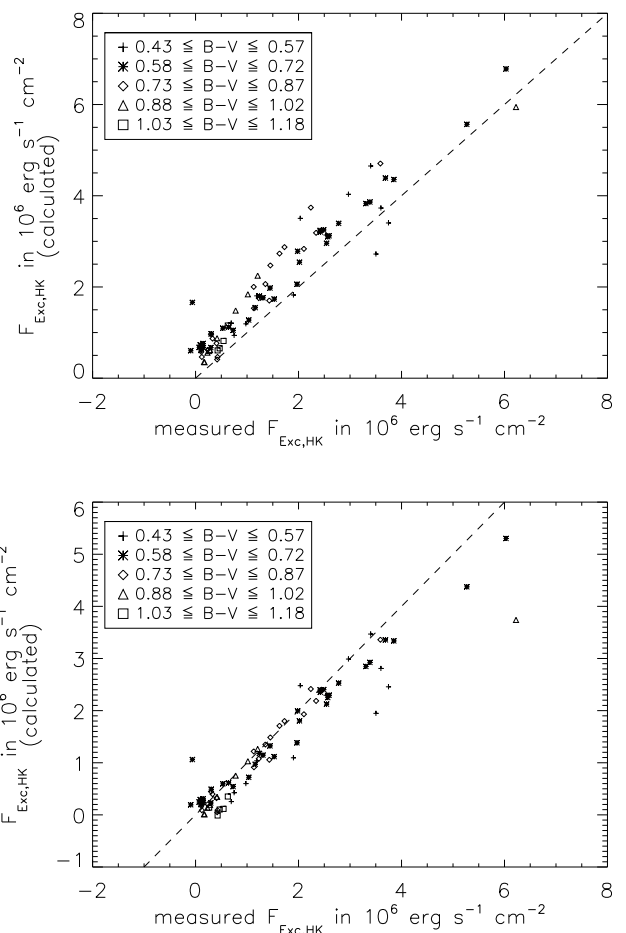 8
6
4
2
0
F Exc,HK in 10^6 erg s^-1 cm^-2
(calculated)
0.43 ≦ B-V ≦ 0.57
0.58 ≦ B-V ≦ 0.72
0.73 ≦ B-V ≦ 0.87
0.88 ≦ B-V ≦ 1.02
1.03 ≦ B-V ≦ 1.18
-2 0 2 4 6 8
measured F Exc,HK in 10^6 erg s^-1 cm^-2
6
5
4
3
2
1
0
-1
F Exc,HK in 10^6 erg s^-1 cm^-2
(calculated)
0.43 ≦ B-V ≦ 0.57
0.58 ≦ B-V ≦ 0.72
0.73 ≦ B-V ≦ 0.87
0.88 ≦ B-V ≦ 1.02
1.03 ≦ B-V ≦ 1.18
-2 0 2 4 6 8
measured F Exc,HK in 10^6 erg s^-1 cm^-2